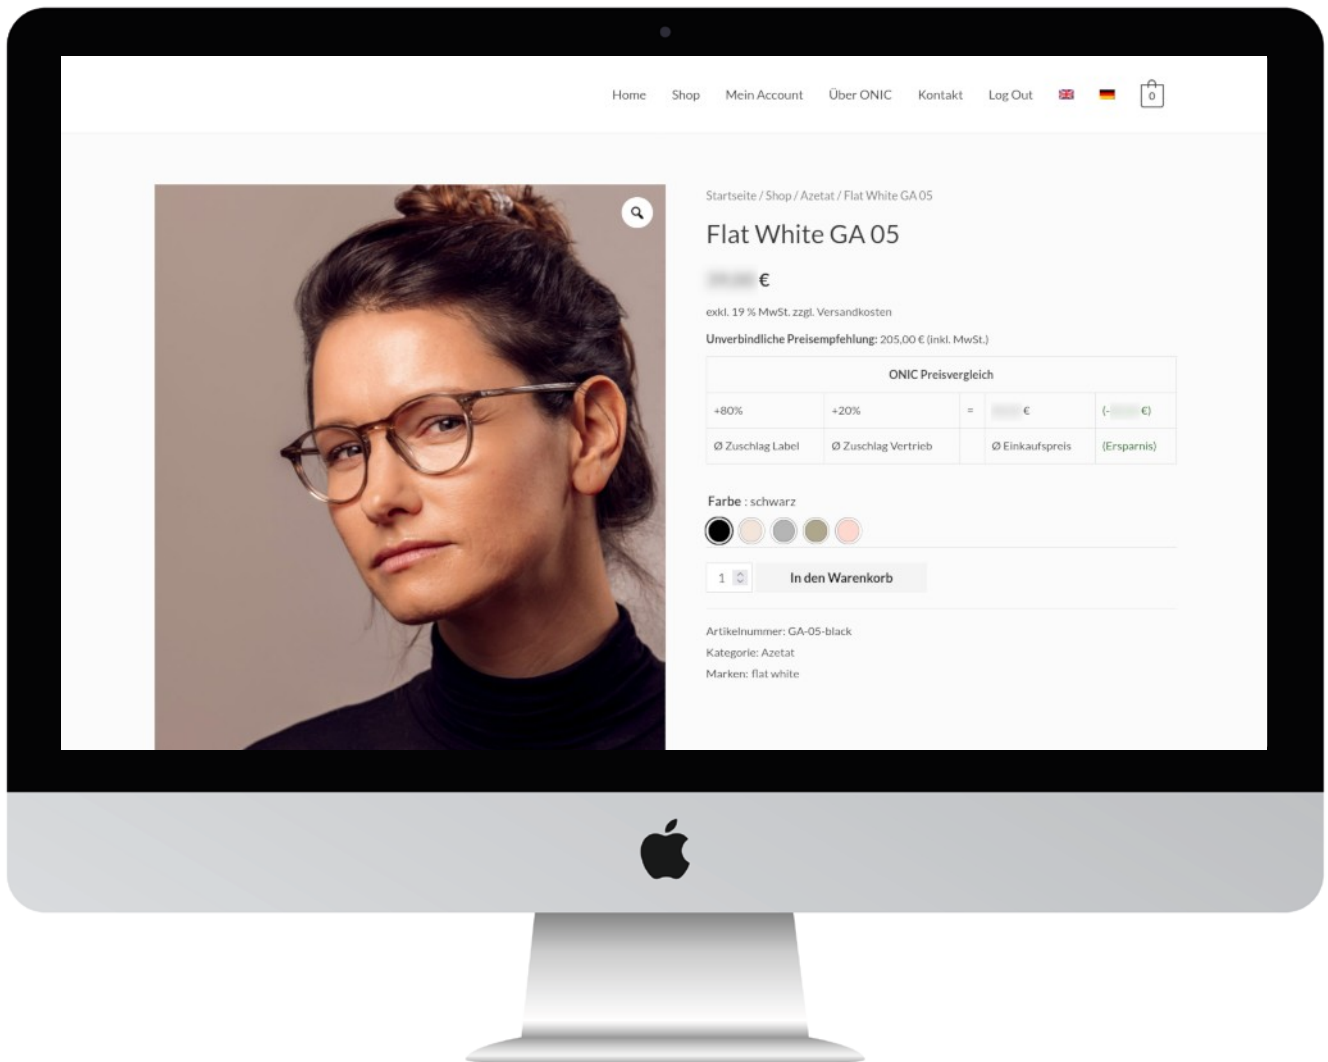 Home Shop Mein Account Über ONIC Kontakt Log Out 0
Startseite / Shop / Azetat / Flat White GA 05
Flat White GA 05
€
exkl. 19 % MwSt. zzgl. Versandkosten
Unverbindliche Preisempfehlung: 205,00 € (inkl. MwSt.)
ONIC Preisvergleich
+80% +20% = € (- €)
Ø Zuschlag Label Ø Zuschlag Vertrieb Ø Einkaufspreis (Ersparnis)
Farbe : schwarz
1 In den Warenkorb
Artikelnummer: GA-05-black
Kategorie: Azetat
Marken: flat white